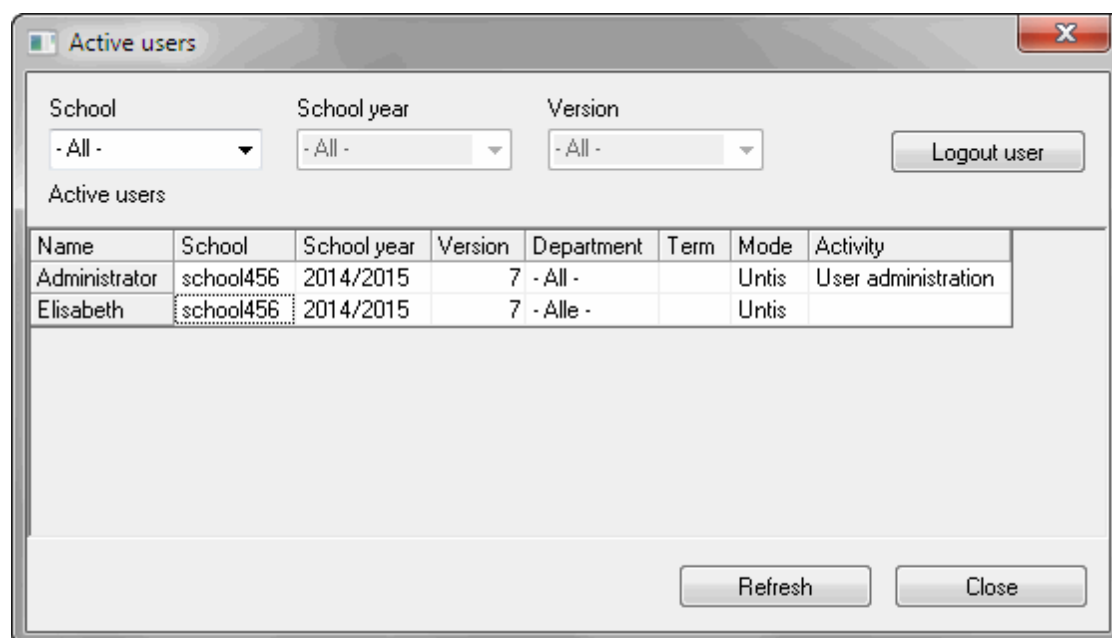 Active users
School School year Version
- All - - All - - All -
Logout user
Active users
Name School School year Version Department Term Mode Activity
Administrator school456 2014/2015 7 - All - Untis User administration
Elisabeth school456 2014/2015 7 - Alle - Untis
Refresh Close